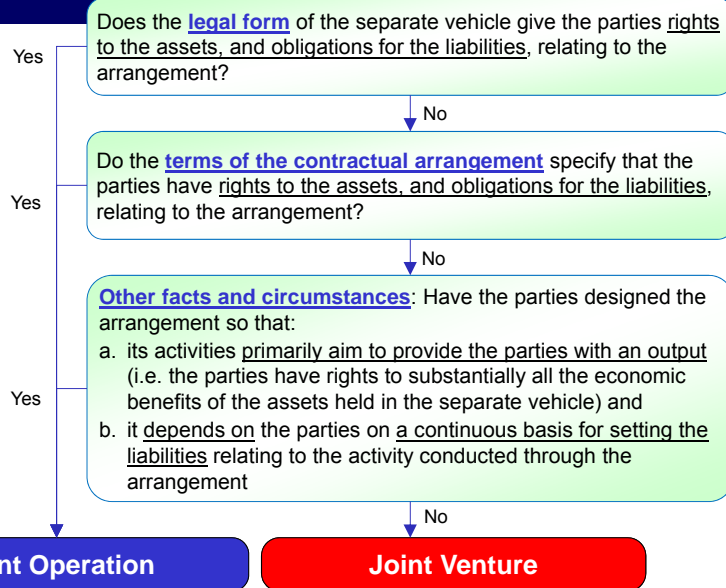 Does the legal form of the separate vehicle give the parties rights
to the assets, and obligations for the liabilities, relating to the
arrangement?
Yes
No
Do the terms of the contractual arrangement specify that the
parties have rights to the assets, and obligations for the liabilities,
relating to the arrangement?
Yes
No
Other facts and circumstances: Have the parties designed the
arrangement so that:
a. its activities primarily aim to provide the parties with an output
(i.e. the parties have rights to substantially all the economic
benefits of the assets held in the separate vehicle) and
b. it depends on the parties on a continuous basis for setting the
liabilities relating to the activity conducted through the
arrangement
Yes
No
nt Operation
Joint Venture